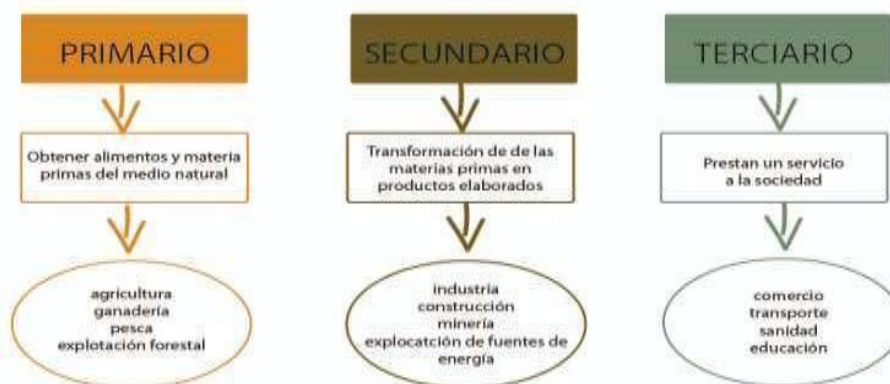 PRIMARIO
Obtener alimentos y materia
primas del medio natural
agricultura
ganadería
pesca
explotación forestal
SECUNDARIO
Transformación de de las
materias primas en
productos elaborados
industria
construcción
minería
explocatción de fuentes de
energía
TERCIARIO
Prestan un servicio
a la sociedad
comercio
transporte
sanidad
educación